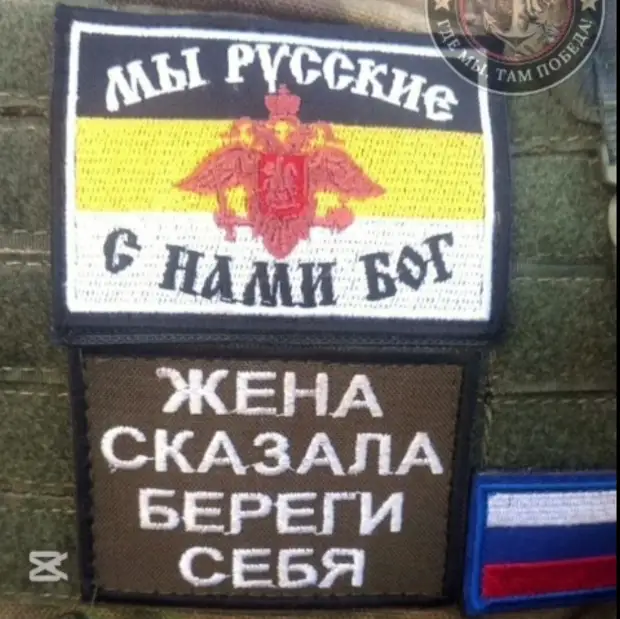 ГДЕ МЫ, ТАМ ПОБЕДА!
МЫ РУССКИЕ
С НАМИ БОГ
ЖЕНА
СКАЗАЛА
БЕРЕГИ
СЕБЯ